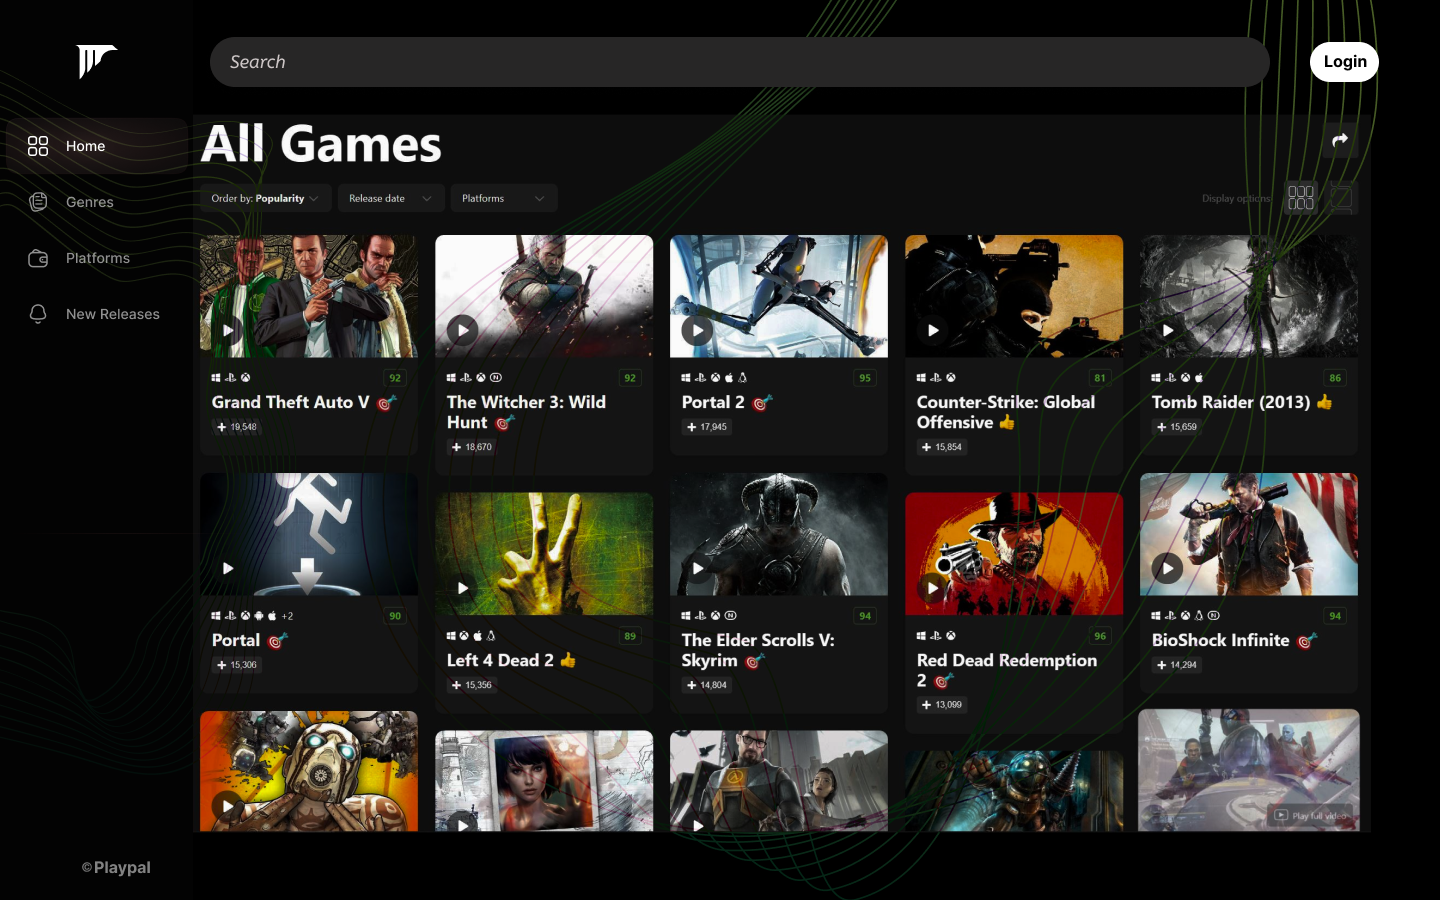 Search
Login
Home
Genres
Platforms
New Releases
©Playpal
All Games
Order by: Popularity
Release date
Platforms
Display options
92
Grand Theft Auto V
19,548
92
The Witcher 3: Wild
Hunt
18,670
95
Portal 2
17,945
81
Counter-Strike: Global
Offensive
15,854
86
Tomb Raider (2013)
15,659
+2
90
Portal
15,306
89
Left 4 Dead 2
15,356
94
The Elder Scrolls V:
Skyrim
14,804
96
Red Dead Redemption
2
13,099
94
BioShock Infinite
14,294
Play full video